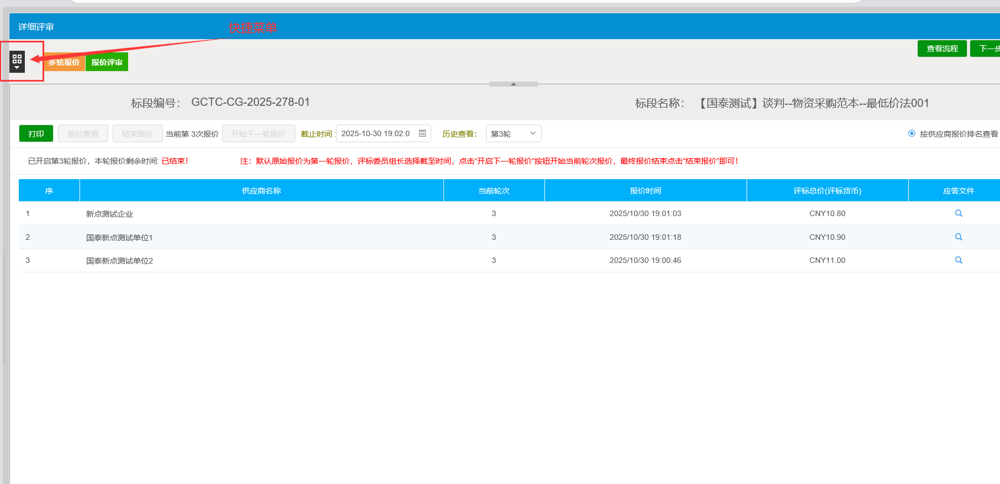 详细评审
快捷菜单
多轮报价 报价评审
查看流程 下一步
标段编号： GCTC-CG-2025-278-01 标段名称： 【国泰测试】谈判--物资采购范本--最低价法001
打印 报价查看 结束报价 当前第 3次报价 开始下一轮报价 截止时间 : 2025-10-30 19:02:0 历史查看： 第3轮 按供应商报价排名查看
已开启第3轮报价，本轮报价剩余时间: 已结束！ 注：默认原始报价为第一轮报价，评标委员组长选择截至时间，点击“开启下一轮报价”按钮开始当前轮次报价，最终报价结束点击“结束报价”即可！
序 供应商名称 当前轮次 报价时间 评标总价(评标货币) 应答文件
1 新点测试企业 3 2025/10/30 19:01:03 CNY10.80
2 国泰新点测试单位1 3 2025/10/30 19:01:18 CNY10.90
3 国泰新点测试单位2 3 2025/10/30 19:00:46 CNY11.00